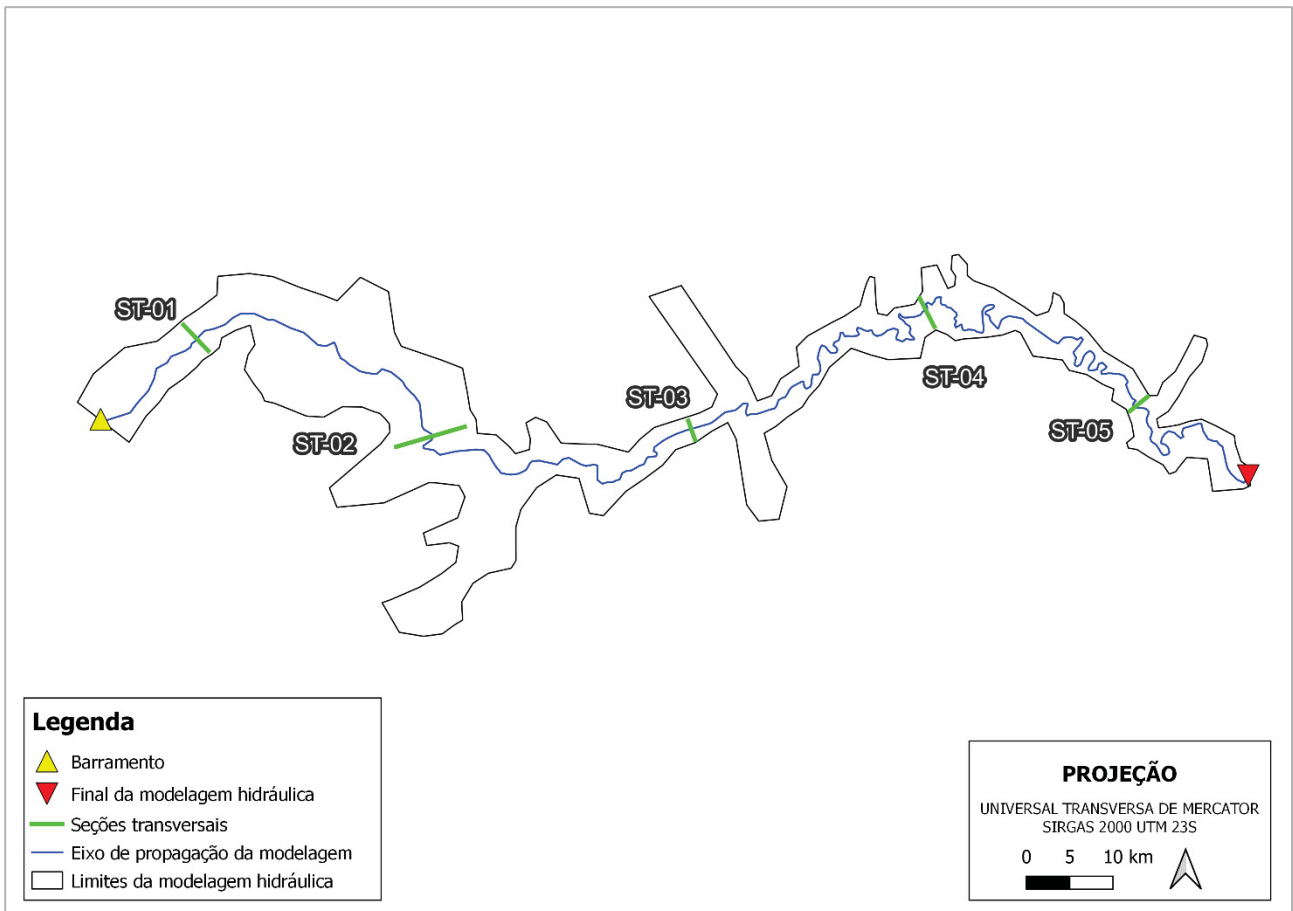 ST-01
ST-02
ST-03
ST-04
ST-05
Legenda
Barramento
Final da modelagem hidráulica
Seções transversais
Eixo de propagação da modelagem
Limites da modelagem hidráulica
PROJEÇÃO
UNIVERSAL TRANSVERSA DE MERCATOR
SIRGAS 2000 UTM 23S
0 5 10 km